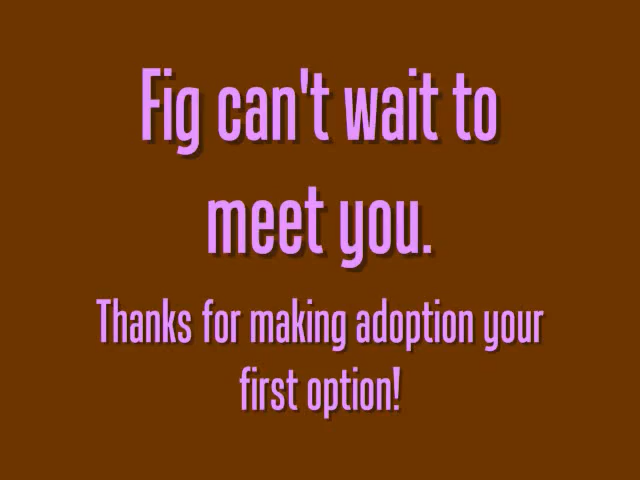 Fig can't wait to
meet you.
Thanks for making adoption your
first option!